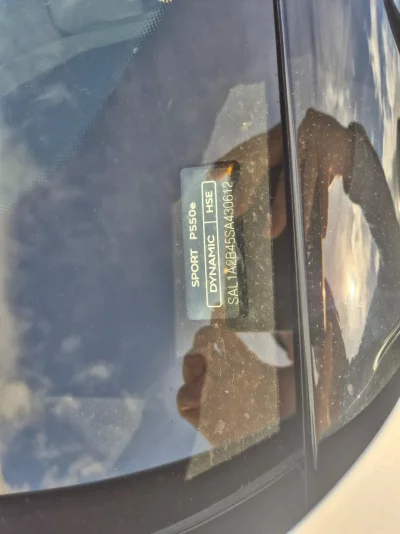 SPORT P550e
DYNAMIC | HSE
SAL1A2B45SA430612